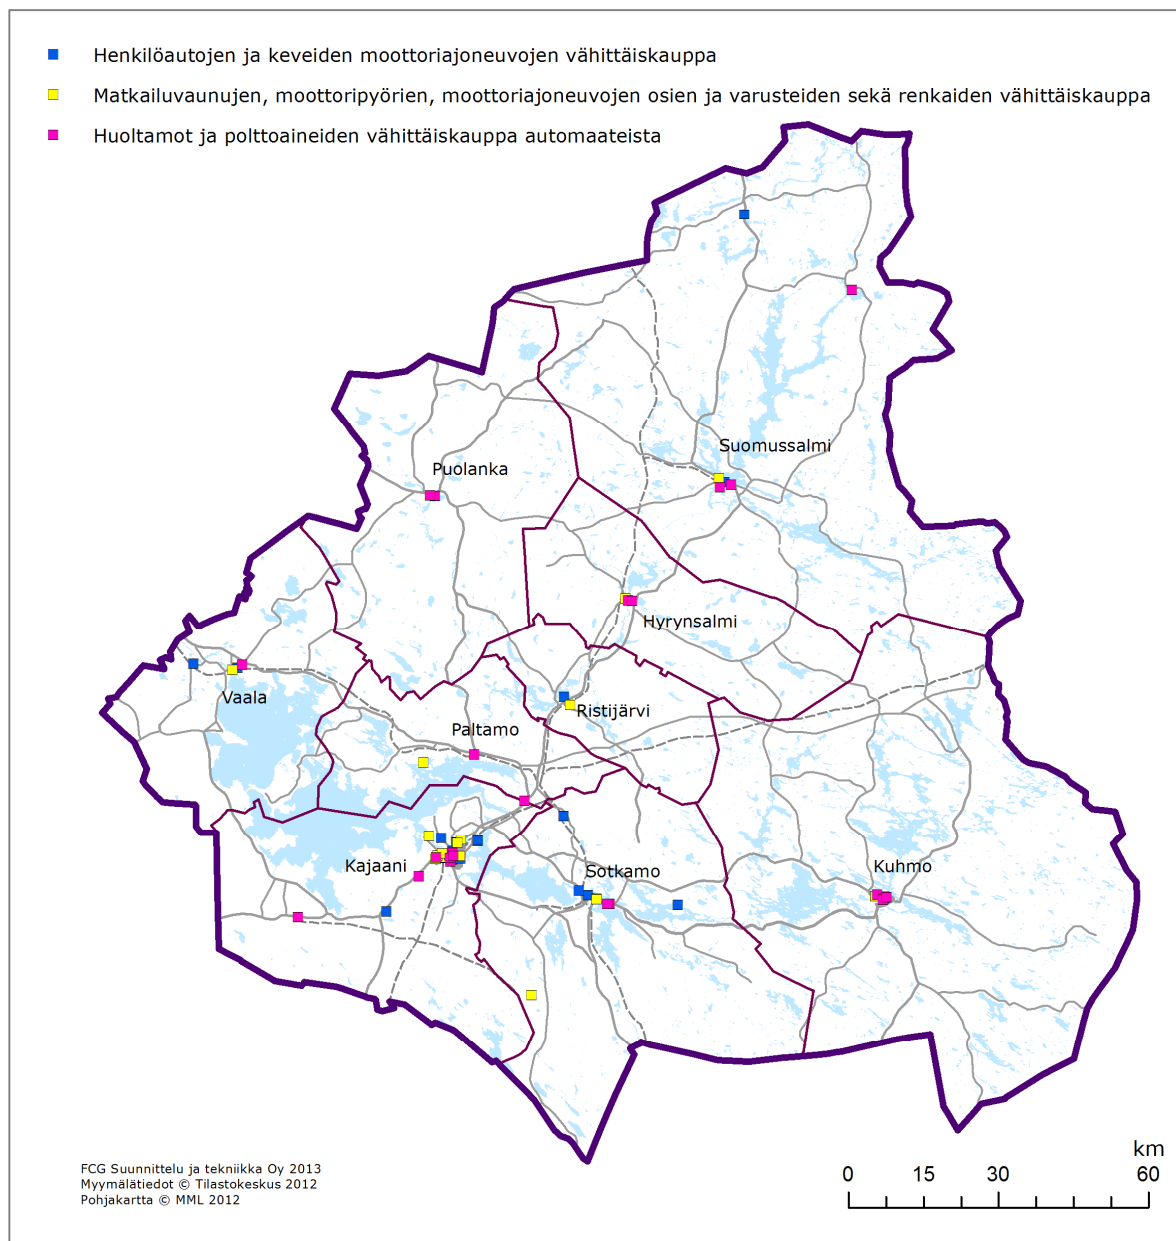 Henkilöautojen ja keveiden moottoriajoneuvojen vähittäiskauppa
Matkailuvaunujen, moottoripyörien, moottoriajoneuvojen osien ja varusteiden sekä renkaiden vähittäiskauppa
Huoltamot ja polttoaineiden vähittäiskauppa automaateista
Suomussalmi
Puolanka
Hyrynsalmi
Vaala
Ristijärvi
Paltamo
Kajaani
Sotkamo
Kuhmo
km
0 15 30 60
FCG Suunnittelu ja tekniikka Oy 2013
Myymälätiedot © Tilastokeskus 2012
Pohjakartta © MML 2012